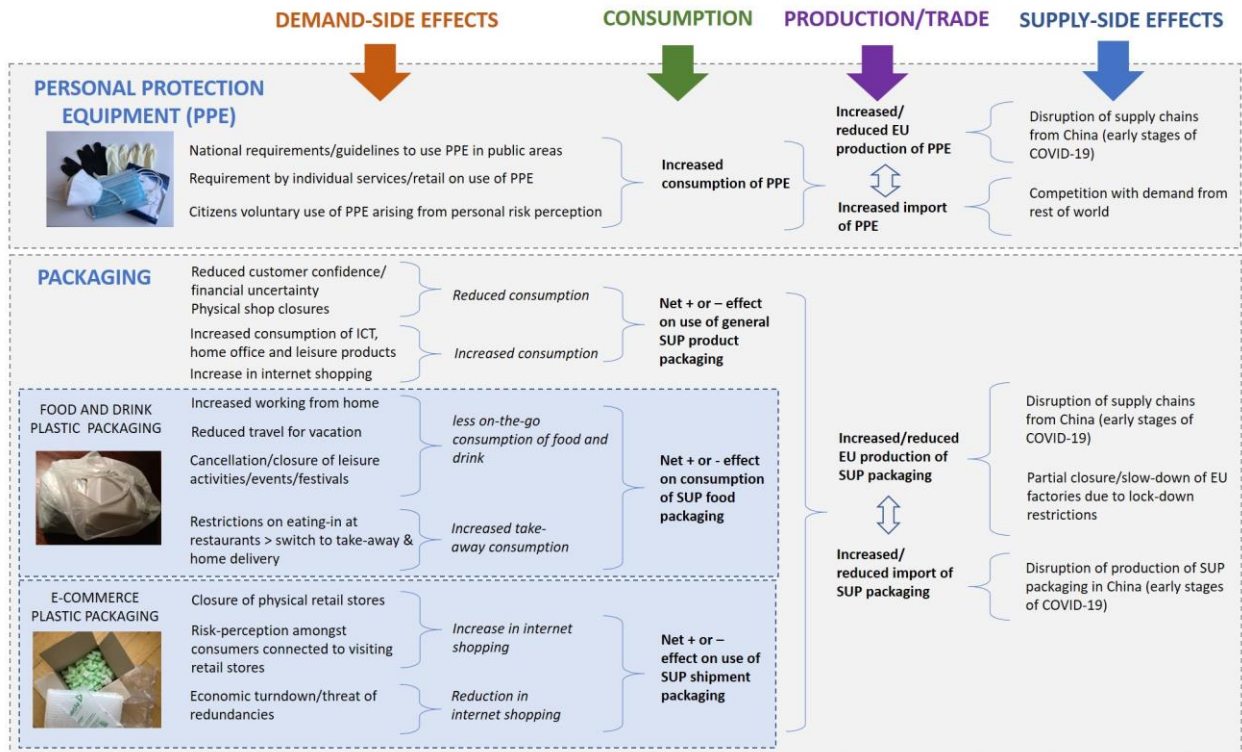 DEMAND-SIDE EFFECTS
CONSUMPTION
PRODUCTION/TRADE
SUPPLY-SIDE EFFECTS
PERSONAL PROTECTION
EQUIPMENT (PPE)
National requirements/guidelines to use PPE in public areas
Requirement by individual services/retail on use of PPE
Citizens voluntary use of PPE arising from personal risk perception
Increased
consumption of PPE
Increased/
reduced EU
production of PPE
Increased import
of PPE
Disruption of supply chains
from China (early stages of
COVID-19)
Competition with demand from
rest of world
PACKAGING
Reduced customer confidence/
financial uncertainty
Physical shop closures
Reduced consumption
Increased consumption of ICT,
home office and leisure products
Increase in internet shopping
Increased consumption
Net + or – effect
on use of general
SUP product
packaging
FOOD AND DRINK
PLASTIC PACKAGING
Increased working from home
Reduced travel for vacation
Cancellation/closure of leisure
activities/events/festivals
less on-the-go
consumption of food and
drink
Restrictions on eating-in at
restaurants > switch to take-away &
home delivery
Increased take-
away consumption
Net + or - effect
on consumption
of SUP food
packaging
E-COMMERCE
PLASTIC PACKAGING
Closure of physical retail stores
Risk-perception amongst
consumers connected to visiting
retail stores
Increase in internet
shopping
Economic turndown/threat of
redundancies
Reduction in
internet shopping
Net + or –
effect on use of
SUP shipment
packaging
Increased/reduced
EU production of
SUP packaging
Increased/
reduced import of
SUP packaging
Disruption of supply chains
from China (early stages of
COVID-19)
Partial closure/slow-down of EU
factories due to lock-down
restrictions
Disruption of production of SUP
packaging in China (early stages
of COVID-19)